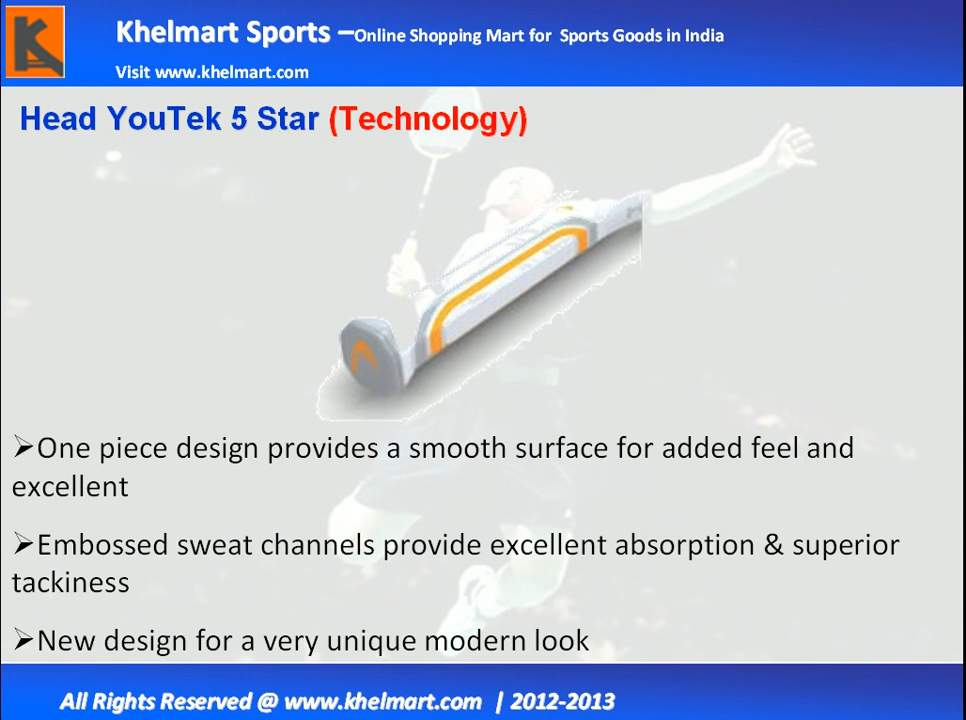 Khelmart Sports –Online Shopping Mart for Sports Goods in India
Visit www.khelmart.com
Head YouTek 5 Star (Technology)
➢One piece design provides a smooth surface for added feel and
excellent
➢Embossed sweat channels provide excellent absorption & superior
tackiness
➢New design for a very unique modern look
All Rights Reserved @ www.khelmart.com | 2012-2013